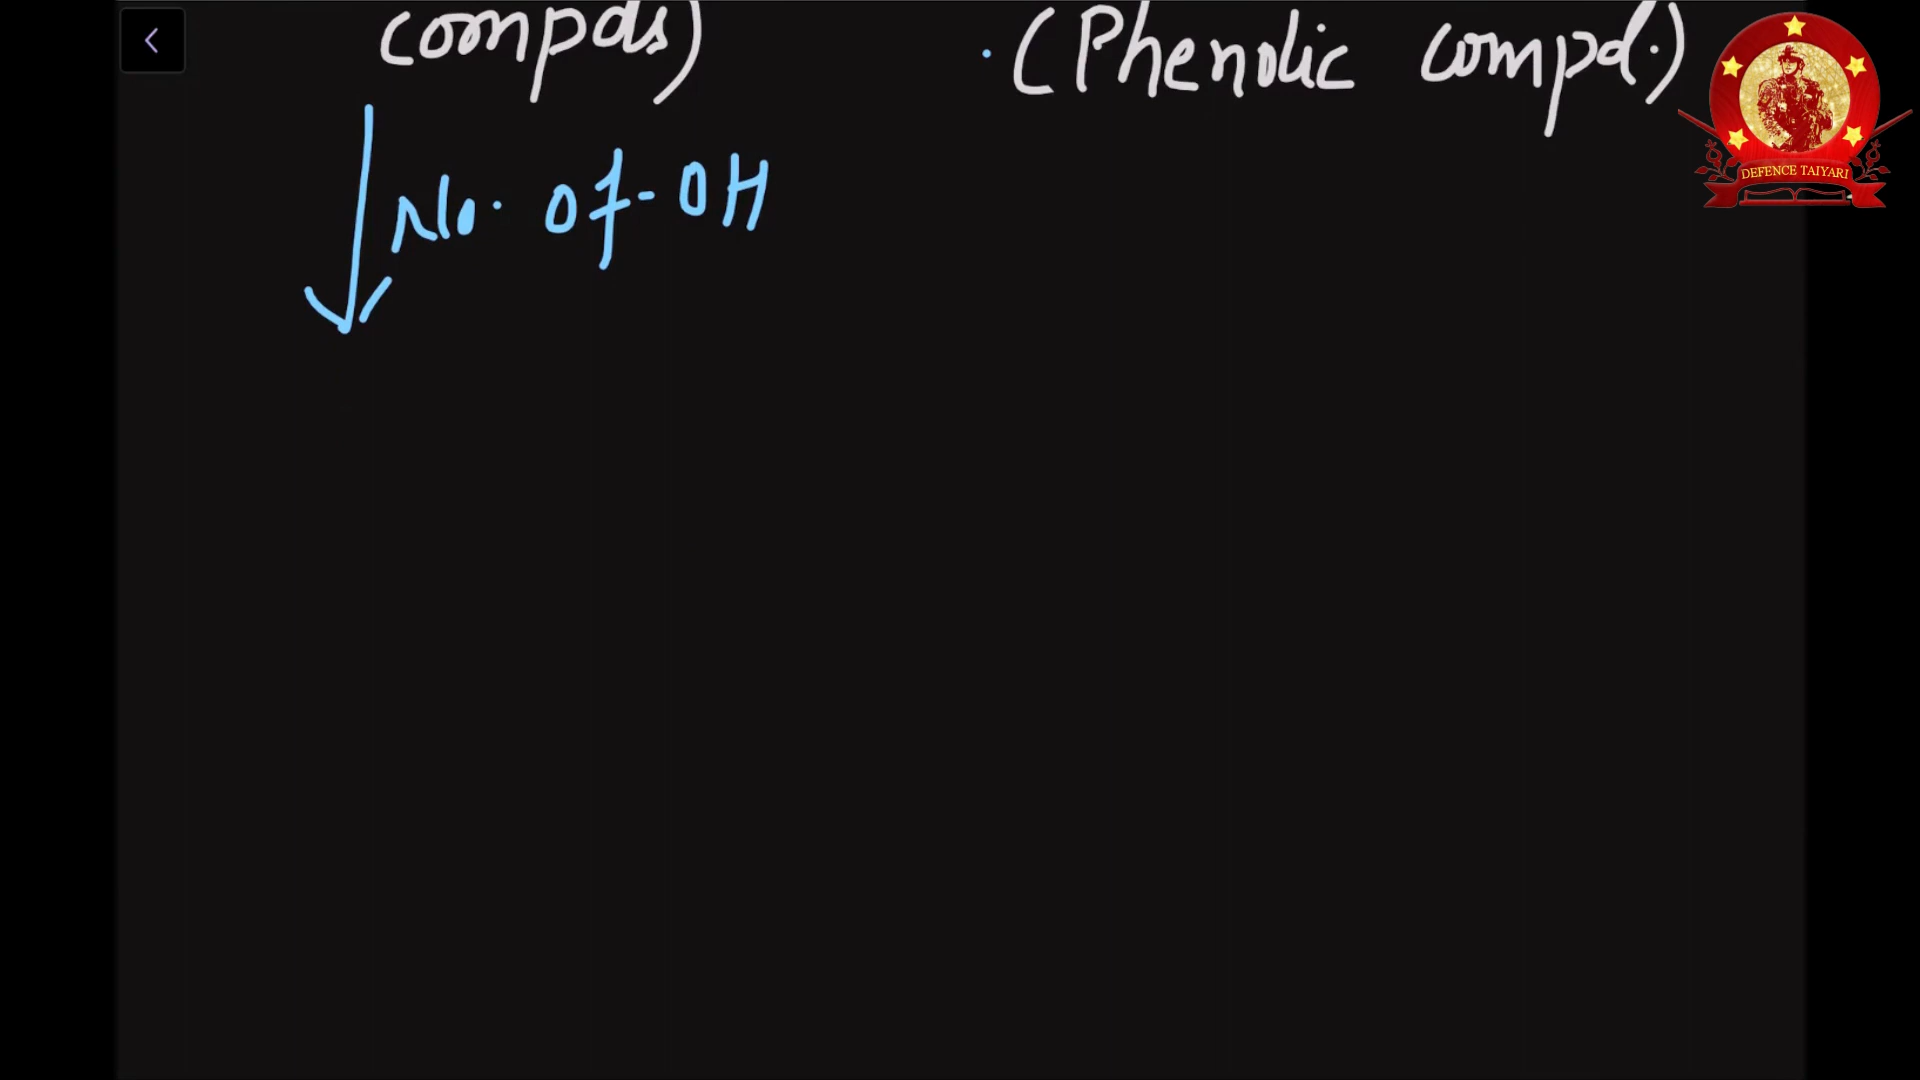 compds)
(Phenolic compd.)
No. of -OH
DEFENCE TAIYARI